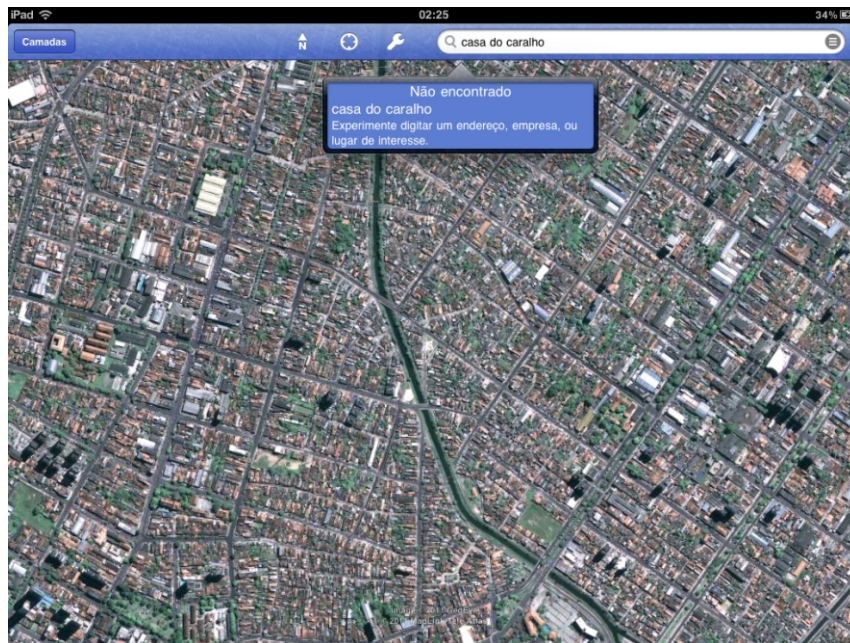 iPad
02:25
34%
Camadas
N
casa do caralho
Não encontrado
casa do caralho
Experimente digitar um endereço, empresa, ou
lugar de interesse.